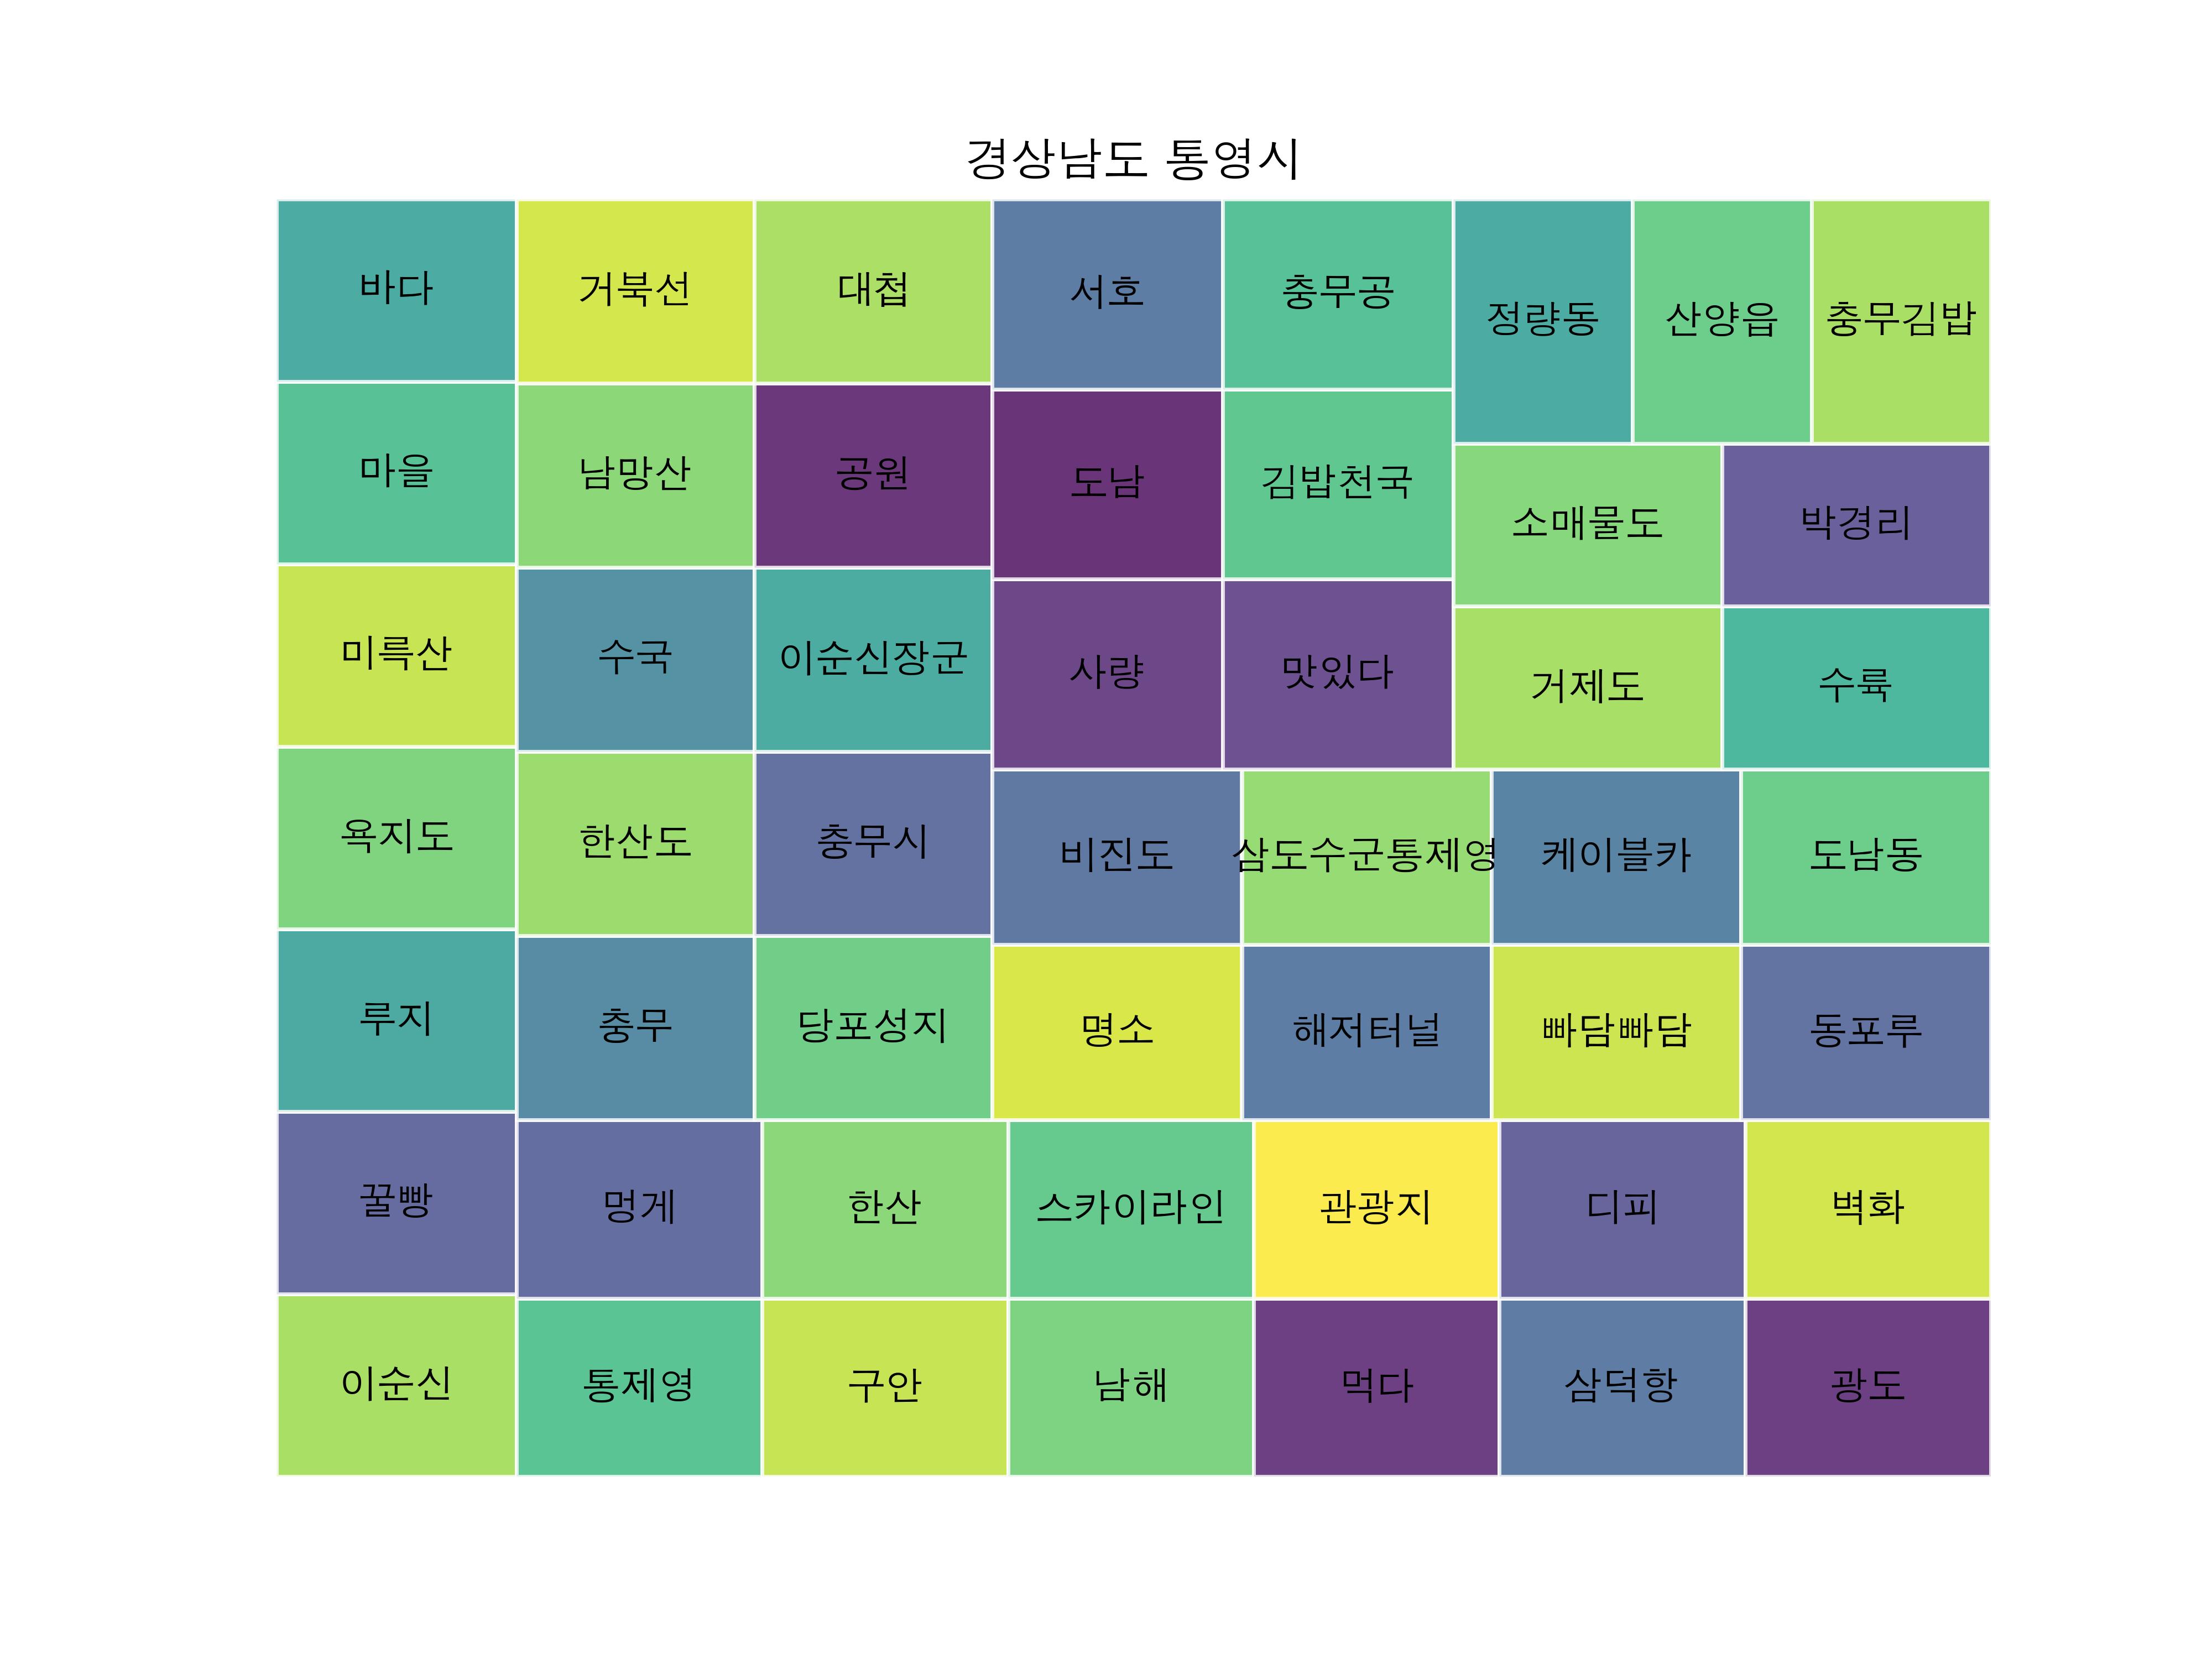 경상남도 통영시
바다
거북선
대첩
서호
충무공
정량동
산양읍
충무김밥
마을
남망산
공원
도남
김밥천국
소매물도
박경리
미륵산
수국
이순신장군
사량
맛있다
거제도
수륙
욕지도
한산도
충무시
비진도
삼도수군통제영
케이블카
도남동
루지
충무
당포성지
명소
해저터널
빠담빠담
동포루
꿀빵
멍게
한산
스카이라인
관광지
디피
벽화
이순신
통제영
구안
남해
먹다
삼덕항
광도